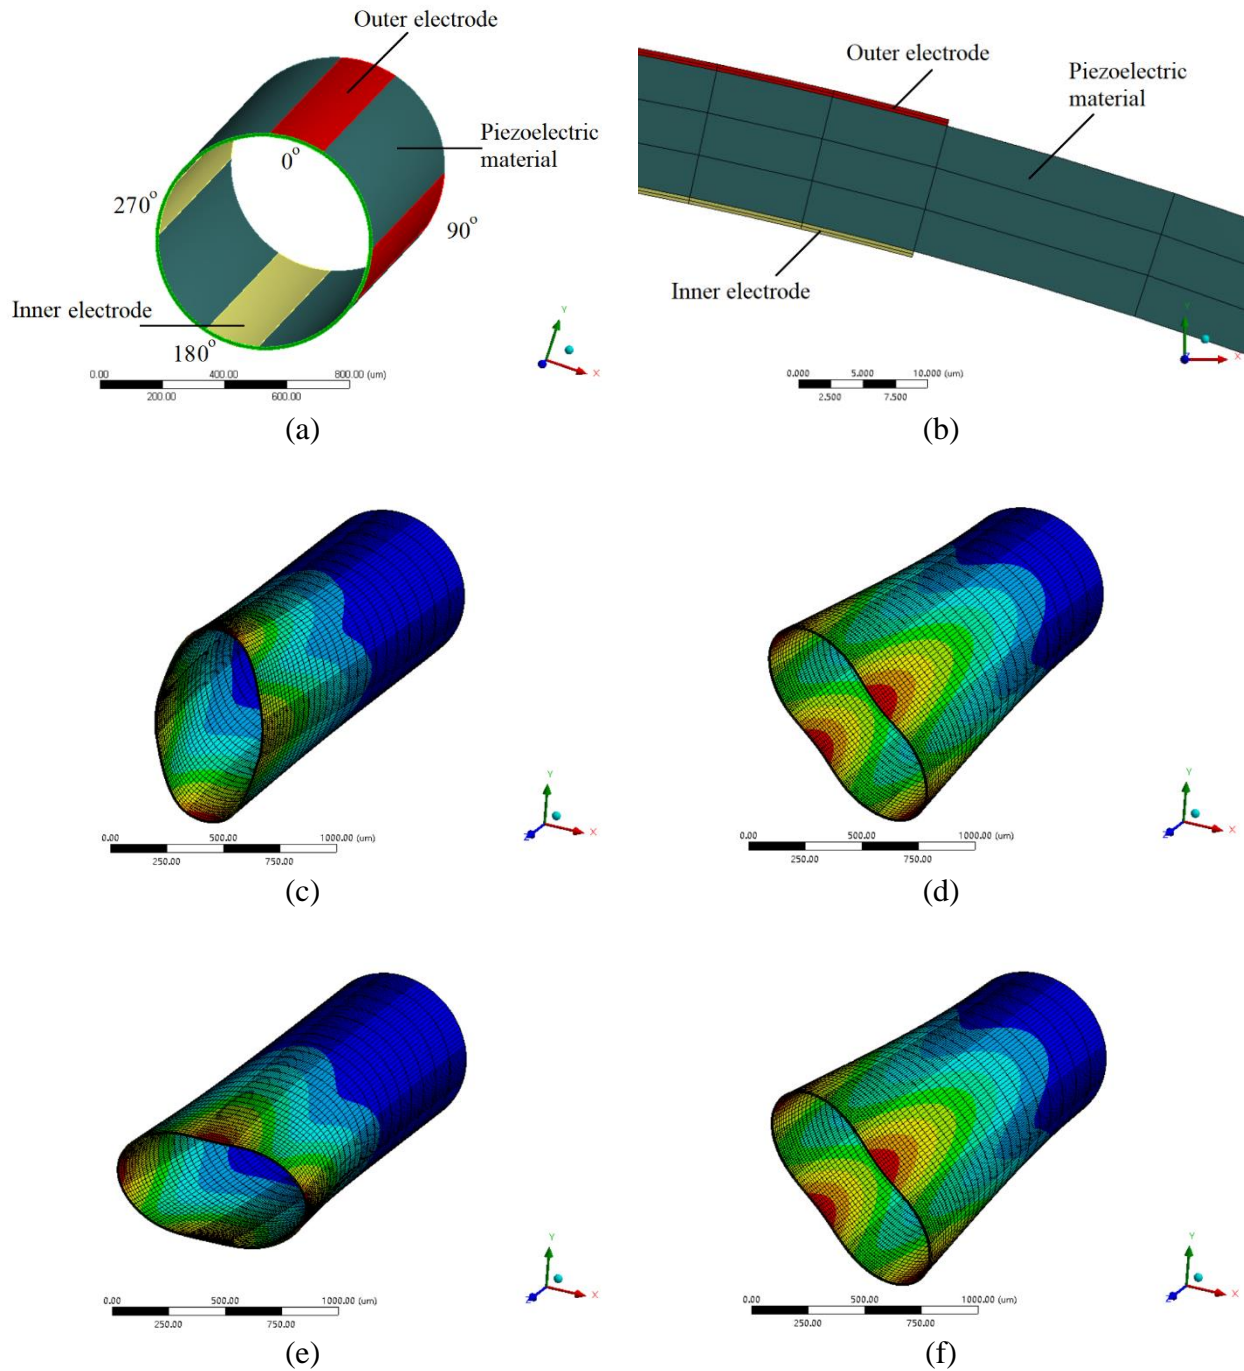 Outer electrode
Piezoelectric
material
0°
270°
90°
Inner electrode
180°
0.00 400.00 800.00 (um)
200.00 600.00
Y
X
(a)
Outer electrode
Piezoelectric
material
Inner electrode
0.000 5.000 10.000 (um)
2.500 7.500
Y
X
(b)
0.00 500.00 1000.00 (um)
250.00 750.00
Y
Z X
(c)
0.00 500.00 1000.00 (um)
250.00 750.00
Y
Z X
(d)
0.00 500.00 1000.00 (um)
250.00 750.00
Y
Z X
(e)
0.00 500.00 1000.00 (um)
250.00 750.00
Y
Z X
(f)